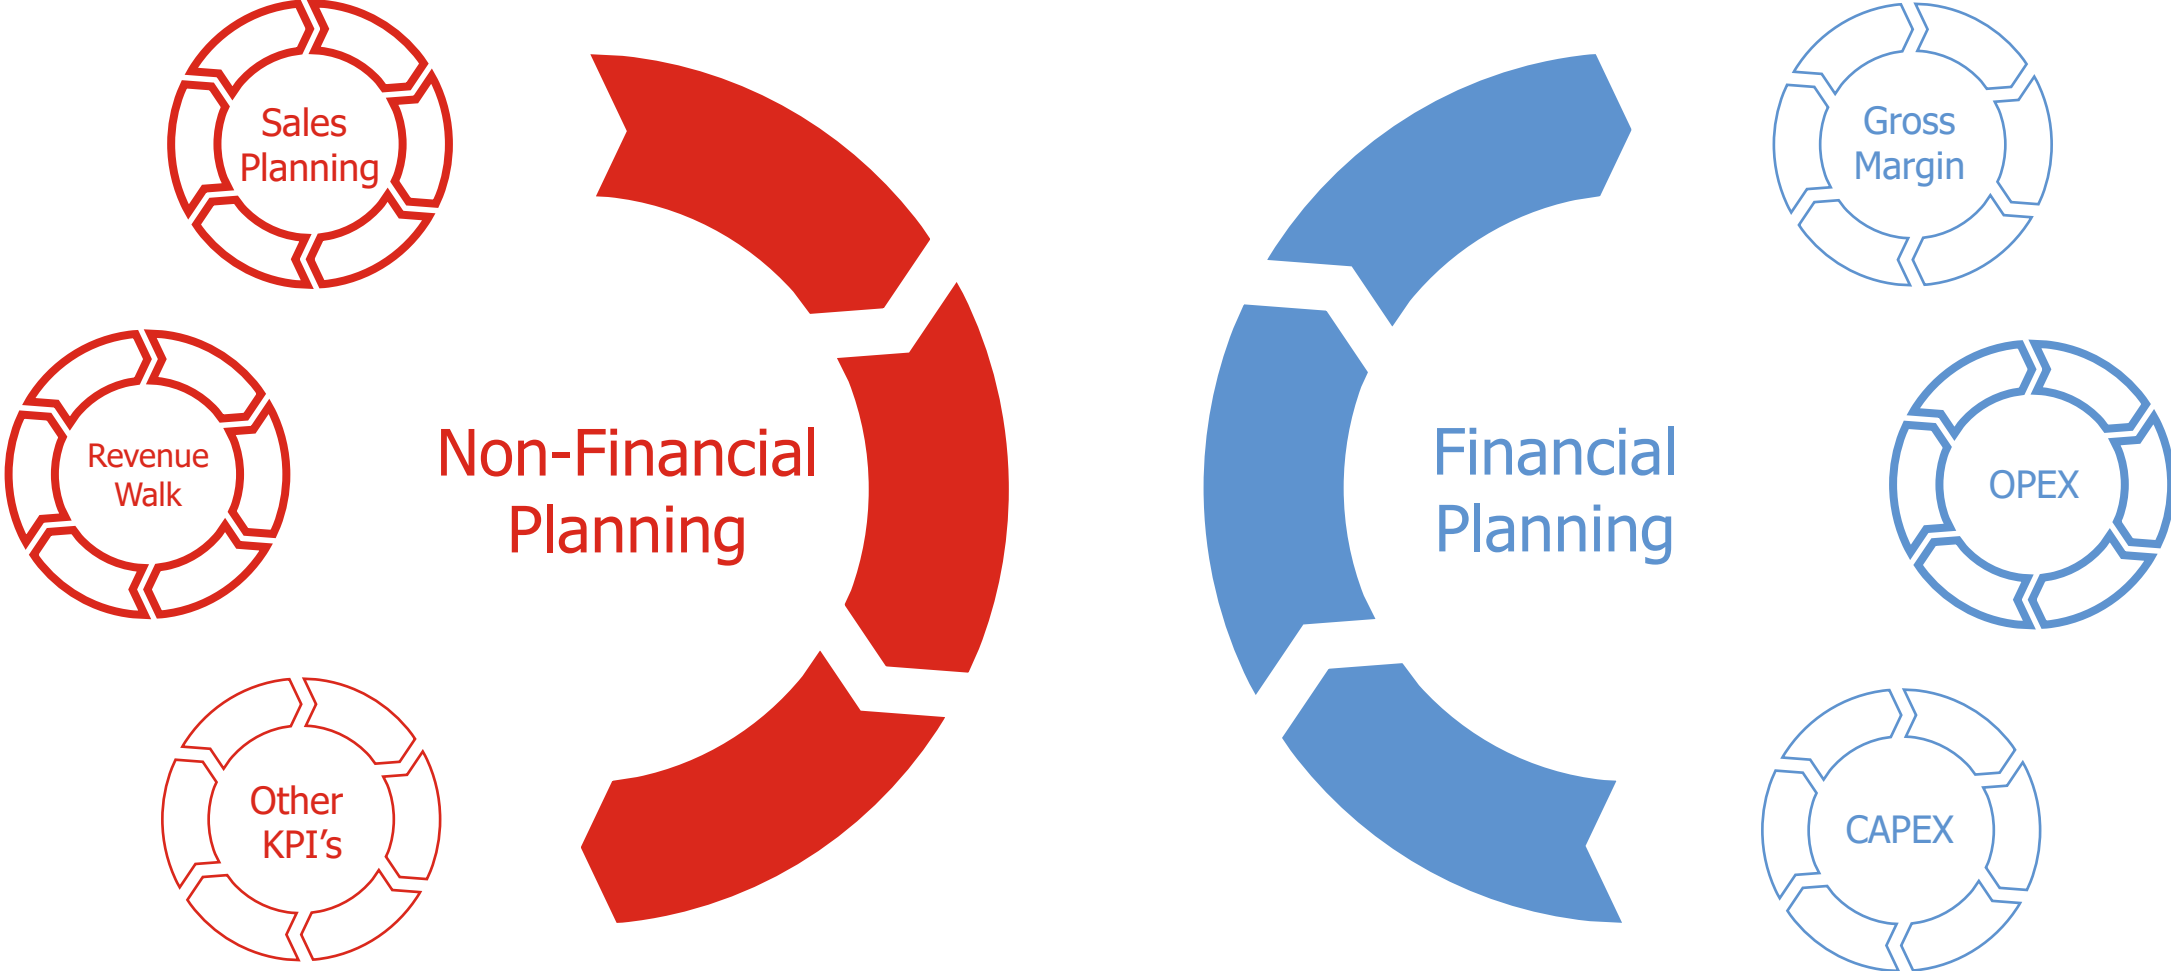 Sales
Planning
Revenue
Walk
Other
KPI's
Non-Financial
Planning
Financial
Planning
Gross
Margin
OPEX
CAPEX